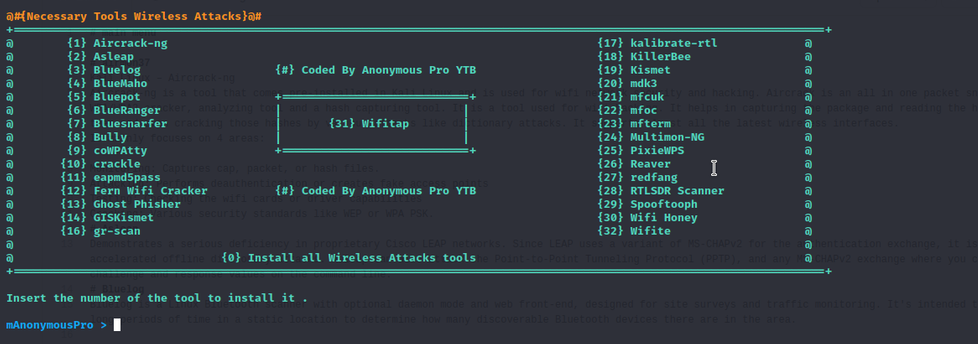 @#{Necessary Tools Wireless Attacks}@#
+════════════════════════════════════════+
@ {1} Aircrack-ng {17} kalibrate-rtl @
@ {2} Asleap {18} KillerBee @
@ {3} Bluelog {#} Coded By Anonymous Pro YTB {19} Kismet @
@ {4} BlueMaho {20} mdk3 @
@ {5} Bluepot +══════════════════+ {21} mfcuk @
@ {6} BlueRanger | | {22} mfoc @
@ {7} Bluesnarfer | {31} Wifitap | {23} mfterm @
@ {8} Bully | | {24} Multimon-NG @
@ {9} coWPAtty +══════════════════+ {25} PixieWPS @
@ {10} crackle {26} Reaver @
@ {11} eapmd5pass {27} redfang @
@ {12} Fern Wifi Cracker {#} Coded By Anonymous Pro YTB {28} RTLSDR Scanner @
@ {13} Ghost Phisher {29} Spooftooph @
@ {14} GISKismet {30} Wifi Honey @
@ {16} gr-scan {32} Wifite @
@ @
@ {0} Install all Wireless Attacks tools @
+════════════════════════════════════════+
Insert the number of the tool to install it .
mAnonymousPro >